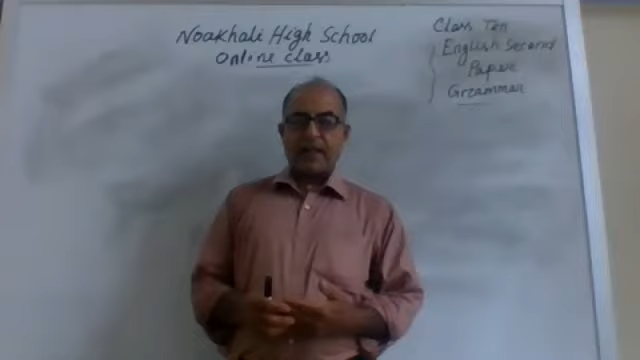 Noakhali High School
Online class
Class Ten
English Second
Paper
Grammar